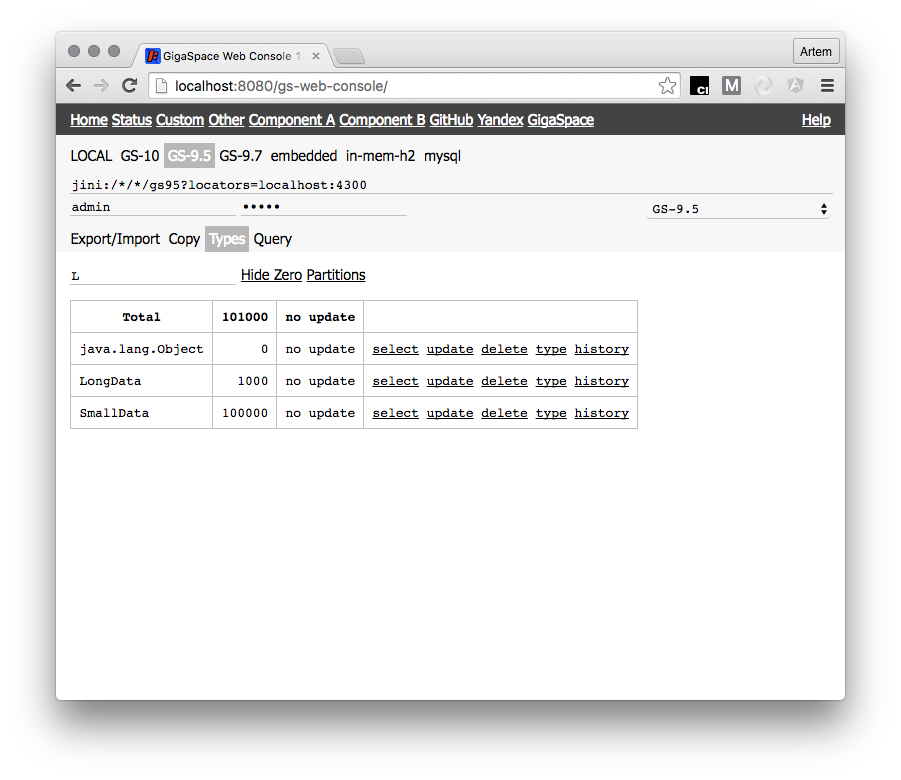 GigaSpace Web Console 1.
Artem
localhost:8080/gs-web-console/
CI
M
A
Home Status Custom Other Component A Component B GitHub Yandex GigaSpace Help
LOCAL GS-10 GS-9.5 GS-9.7 embedded in-mem-h2 mysql
jini:/*/*/gs95?locators=localhost:4300
admin ••••• GS-9.5
Export/Import Copy Types Query
L Hide Zero Partitions
Total 101000 no update
java.lang.Object 0 no update select update delete type history
LongData 1000 no update select update delete type history
SmallData 100000 no update select update delete type history